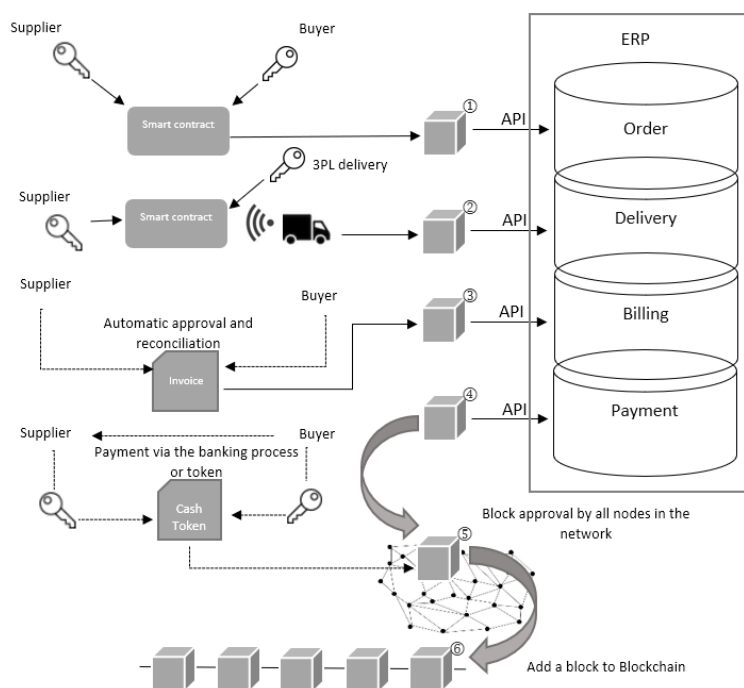 Supplier
Buyer
ERP
Smart contract
①
API
Order
3PL delivery
Supplier
Smart contract
②
API
Delivery
Supplier
Buyer
③
Automatic approval and
reconciliation
API
Billing
Invoice
④
API
Payment
Supplier
Buyer
Payment via the banking process
or token
Cash
Token
Block approval by all nodes in the
network
⑤
⑥
Add a block to Blockchain